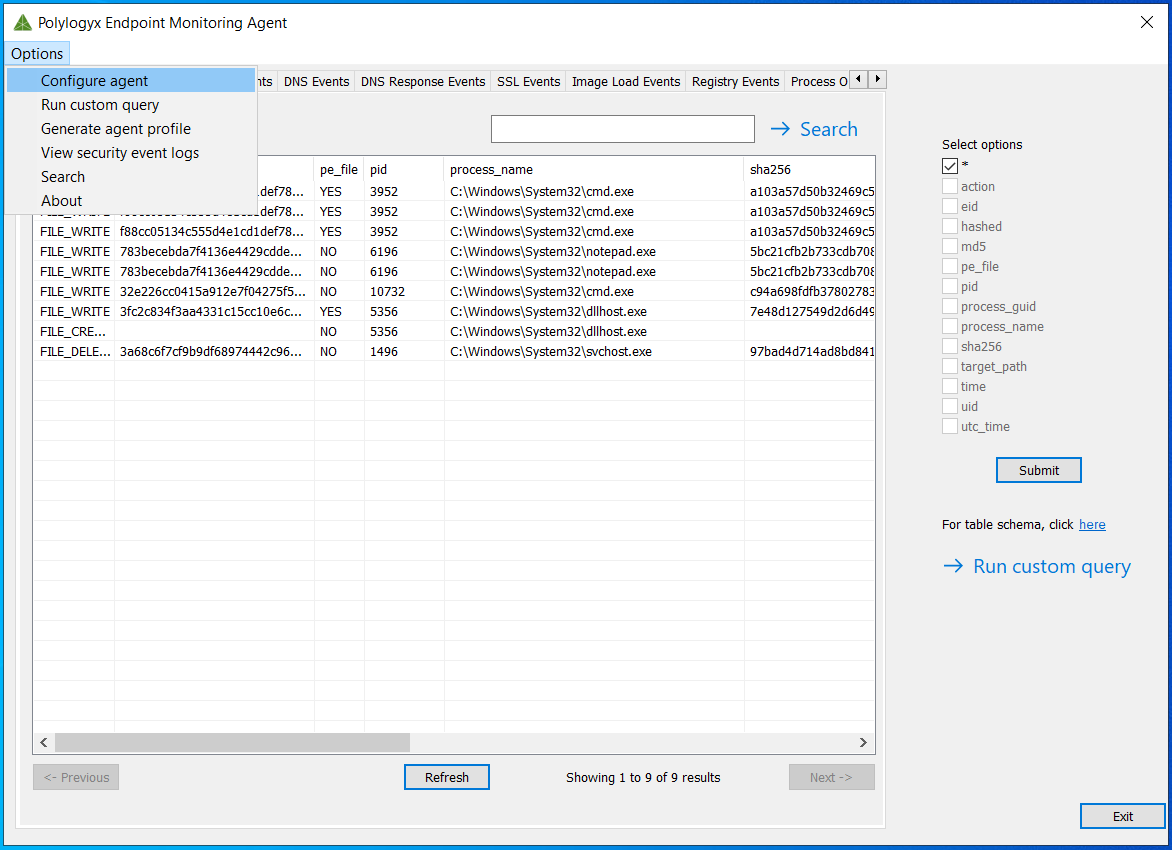 Polylogyx Endpoint Monitoring Agent
Options
Configure agent
Run custom query
Generate agent profile
View security event logs
Search
About
DNS Events DNS Response Events SSL Events Image Load Events Registry Events Process O
Search
pe_file pid process_name sha256
def78... YES 3952 C:\Windows\System32\cmd.exe a103a57d50b32469c5
YES 3952 C:\Windows\System32\cmd.exe a103a57d50b32469c5
FILE_WRITE f88cc05134c555d4e1cd1def78... YES 3952 C:\Windows\System32\cmd.exe a103a57d50b32469c5
FILE_WRITE 783becebda7f4136e4429cdde... NO 6196 C:\Windows\System32\notepad.exe 5bc21cfb2b733cdb708
FILE_WRITE 783becebda7f4136e4429cdde... NO 6196 C:\Windows\System32\notepad.exe 5bc21cfb2b733cdb708
FILE_WRITE 32e226cc0415a912e7f04275f5... NO 10732 C:\Windows\System32\cmd.exe c94a698fdfb37802783
FILE_WRITE 3fc2c834f3aa4331c15cc10e6c... YES 5356 C:\Windows\System32\dllhost.exe 7e48d127549d2d6d49
FILE_CRE... NO 5356 C:\Windows\System32\dllhost.exe
FILE_DELE... 3a68c6f7cf9b9df68974442c96... NO 1496 C:\Windows\System32\svchost.exe 97bad4d714ad8bd841
<- Previous
Refresh
Showing 1 to 9 of 9 results
Next ->
Select options
*
action
eid
hashed
md5
pe_file
pid
process_guid
process_name
sha256
target_path
time
uid
utc_time
Submit
For table schema, click here
Run custom query
Exit